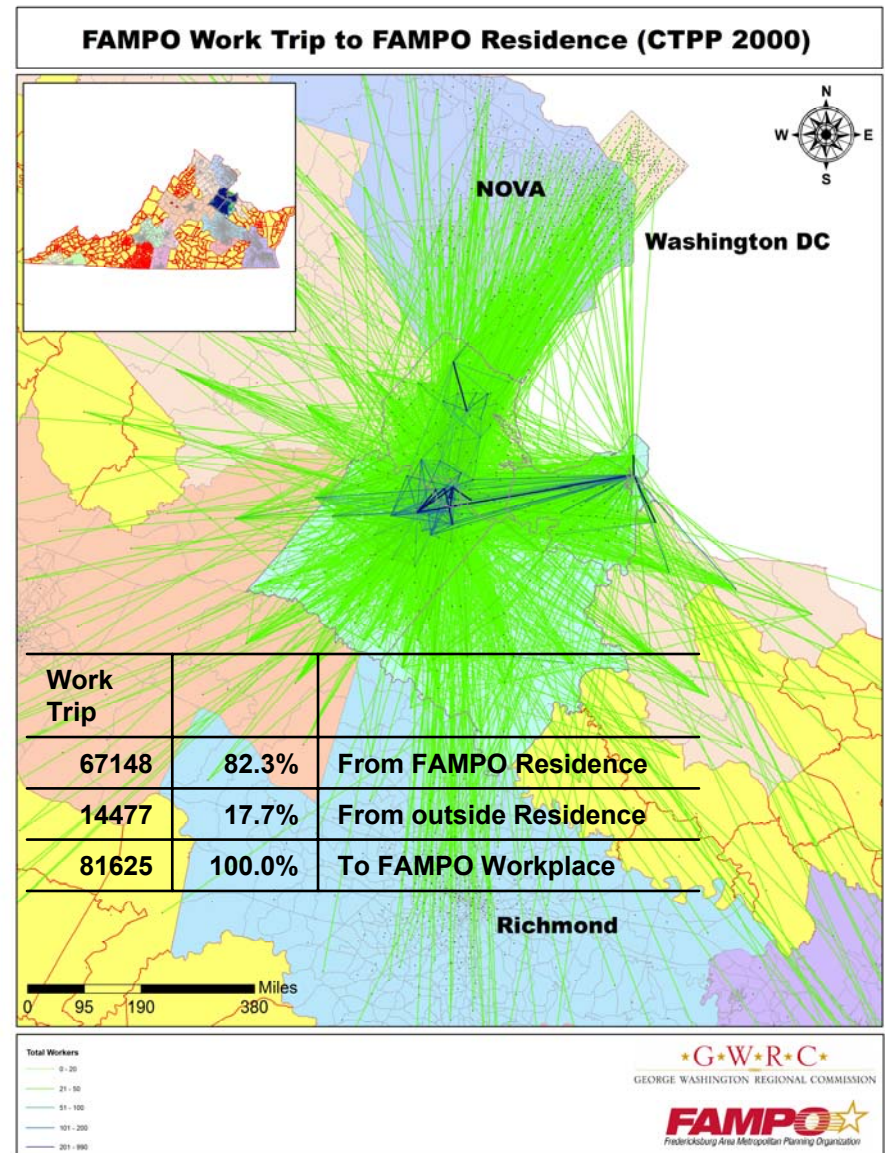 FAMPO Work Trip to FAMPO Residence (CTPP 2000)
N
W E
S
NOVA
Washington DC
Work
Trip
67148 82.3% From FAMPO Residence
14477 17.7% From outside Residence
81625 100.0% To FAMPO Workplace
Richmond
Miles
0 95 190 380
Total Workers
0 - 20
21 - 50
51 - 100
101 - 200
201 - 990
G★W★R★C
GEORGE WASHINGTON REGIONAL COMMISSION
FAMPO
Fredericksburg Area Metropolitan Planning Organization